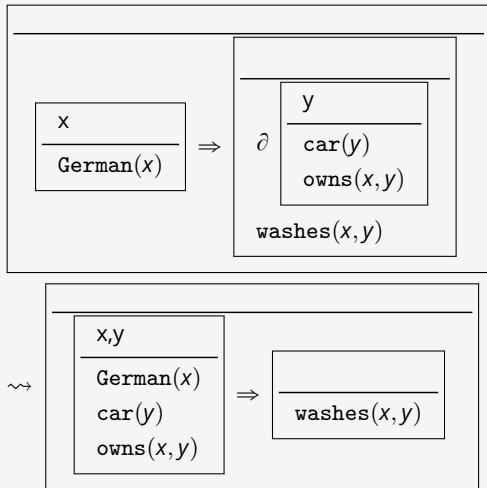 x
German(x)
⇒
∂
y
car(y)
owns(x, y)
washes(x, y)
⇝
x,y
German(x)
car(y)
owns(x, y)
⇒
washes(x, y)